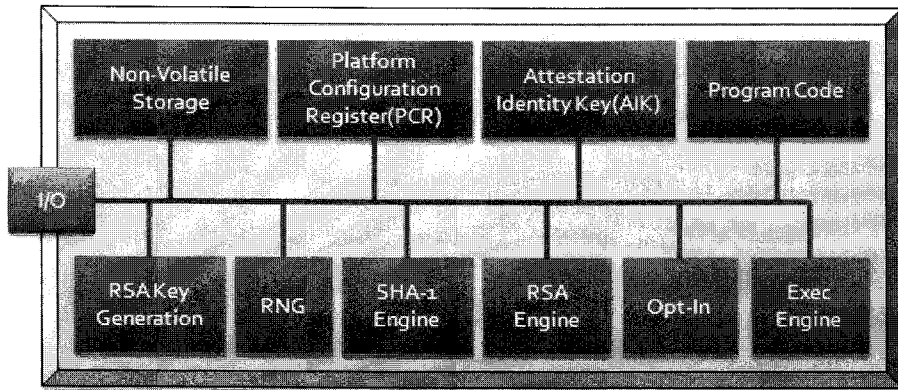 Non-Volatile
Storage
Platform
Configuration
Register(PCR)
Attestation
Identity Key(AIK)
Program Code
I/O
RSA Key
Generation
RNG
SHA-1
Engine
RSA
Engine
Opt-In
Exec
Engine